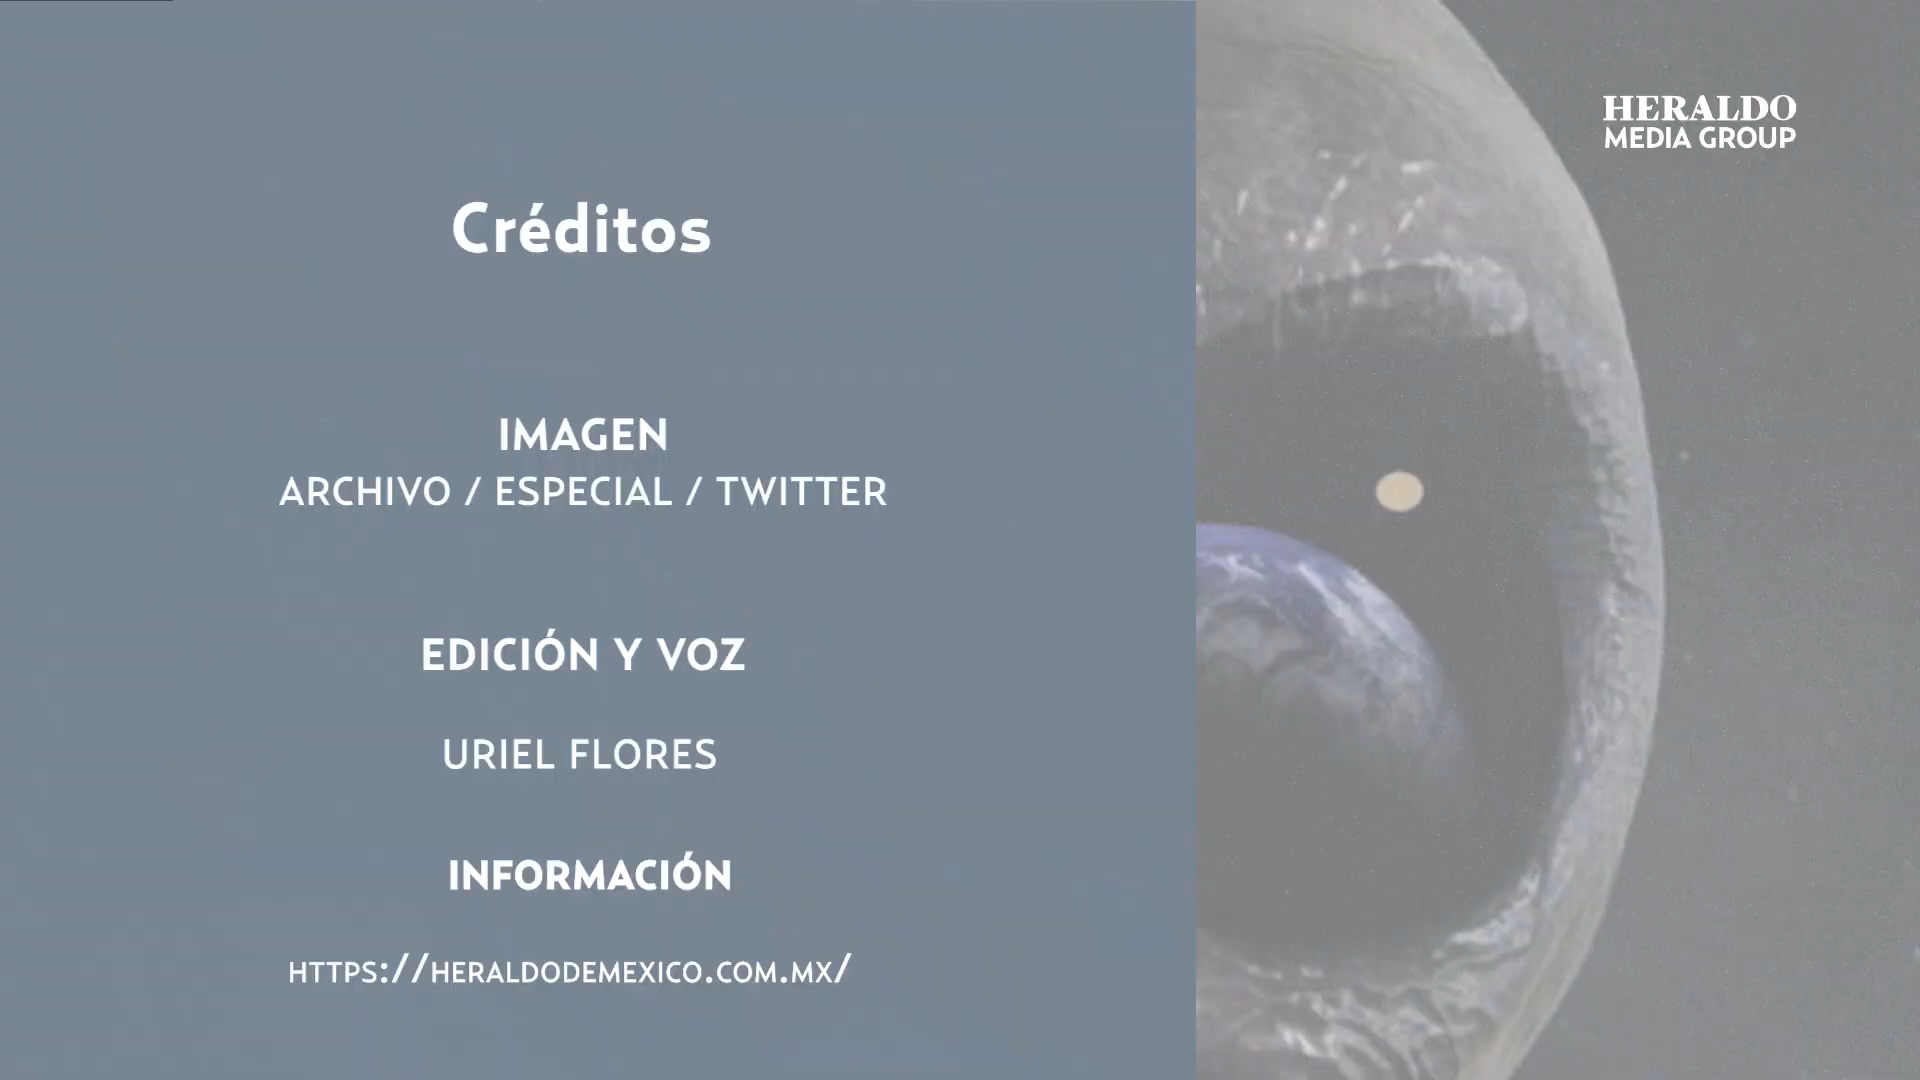 HERALDO
MEDIA GROUP
Créditos
IMAGEN
ARCHIVO / ESPECIAL / TWITTER
EDICIÓN Y VOZ
URIEL FLORES
INFORMACIÓN
HTTPS://HERALDODEMEXICO.COM.MX/